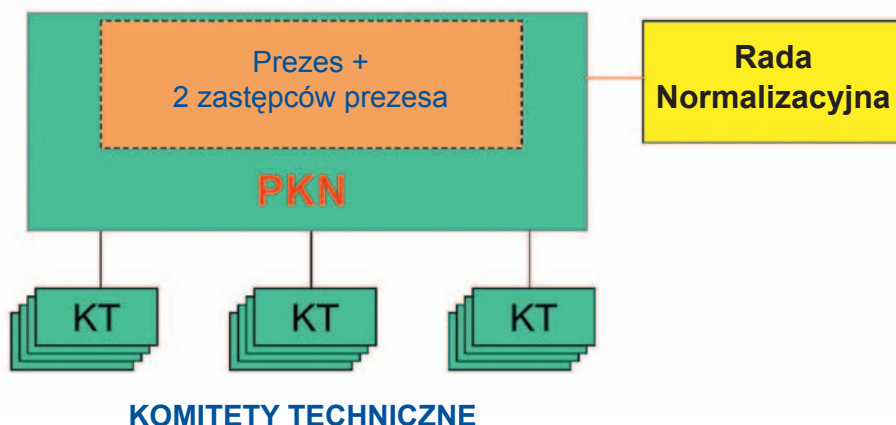 Prezes +
2 zastępców prezesa
Rada
Normalizacyjna
PKN
KT
KT
KT
KOMITETY TECHNICZNE